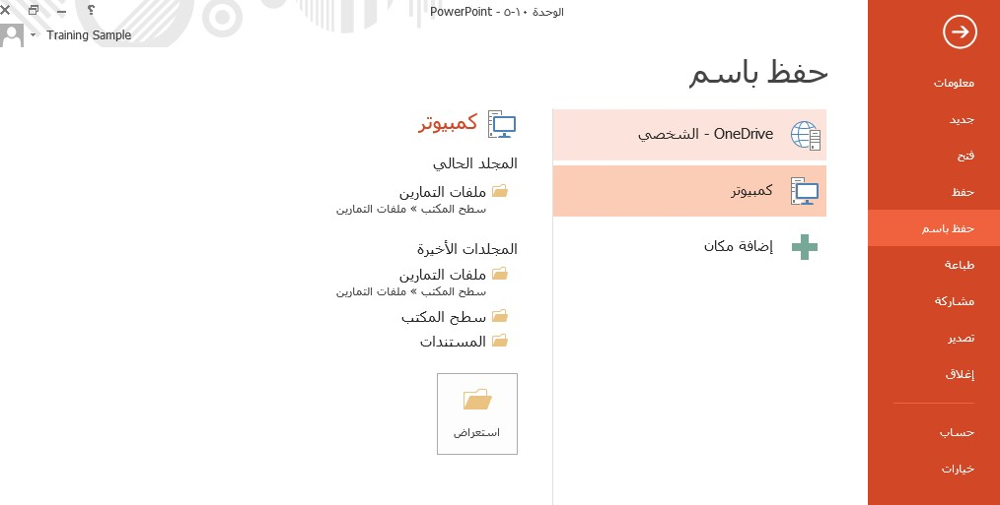 الوحدة ١٠-٥ - PowerPoint
?
Training Sample
معلومات
جديد
فتح
حفظ
حفظ باسم
طباعة
مشاركة
تصدير
إغلاق
حساب
خيارات
حفظ باسم
OneDrive - الشخصي
كمبيوتر
إضافة مكان
كمبيوتر
المجلد الحالي
ملفات التمارين
سطح المكتب » ملفات التمارين
المجلدات الأخيرة
ملفات التمارين
سطح المكتب » ملفات التمارين
سطح المكتب
المستندات
استعراض